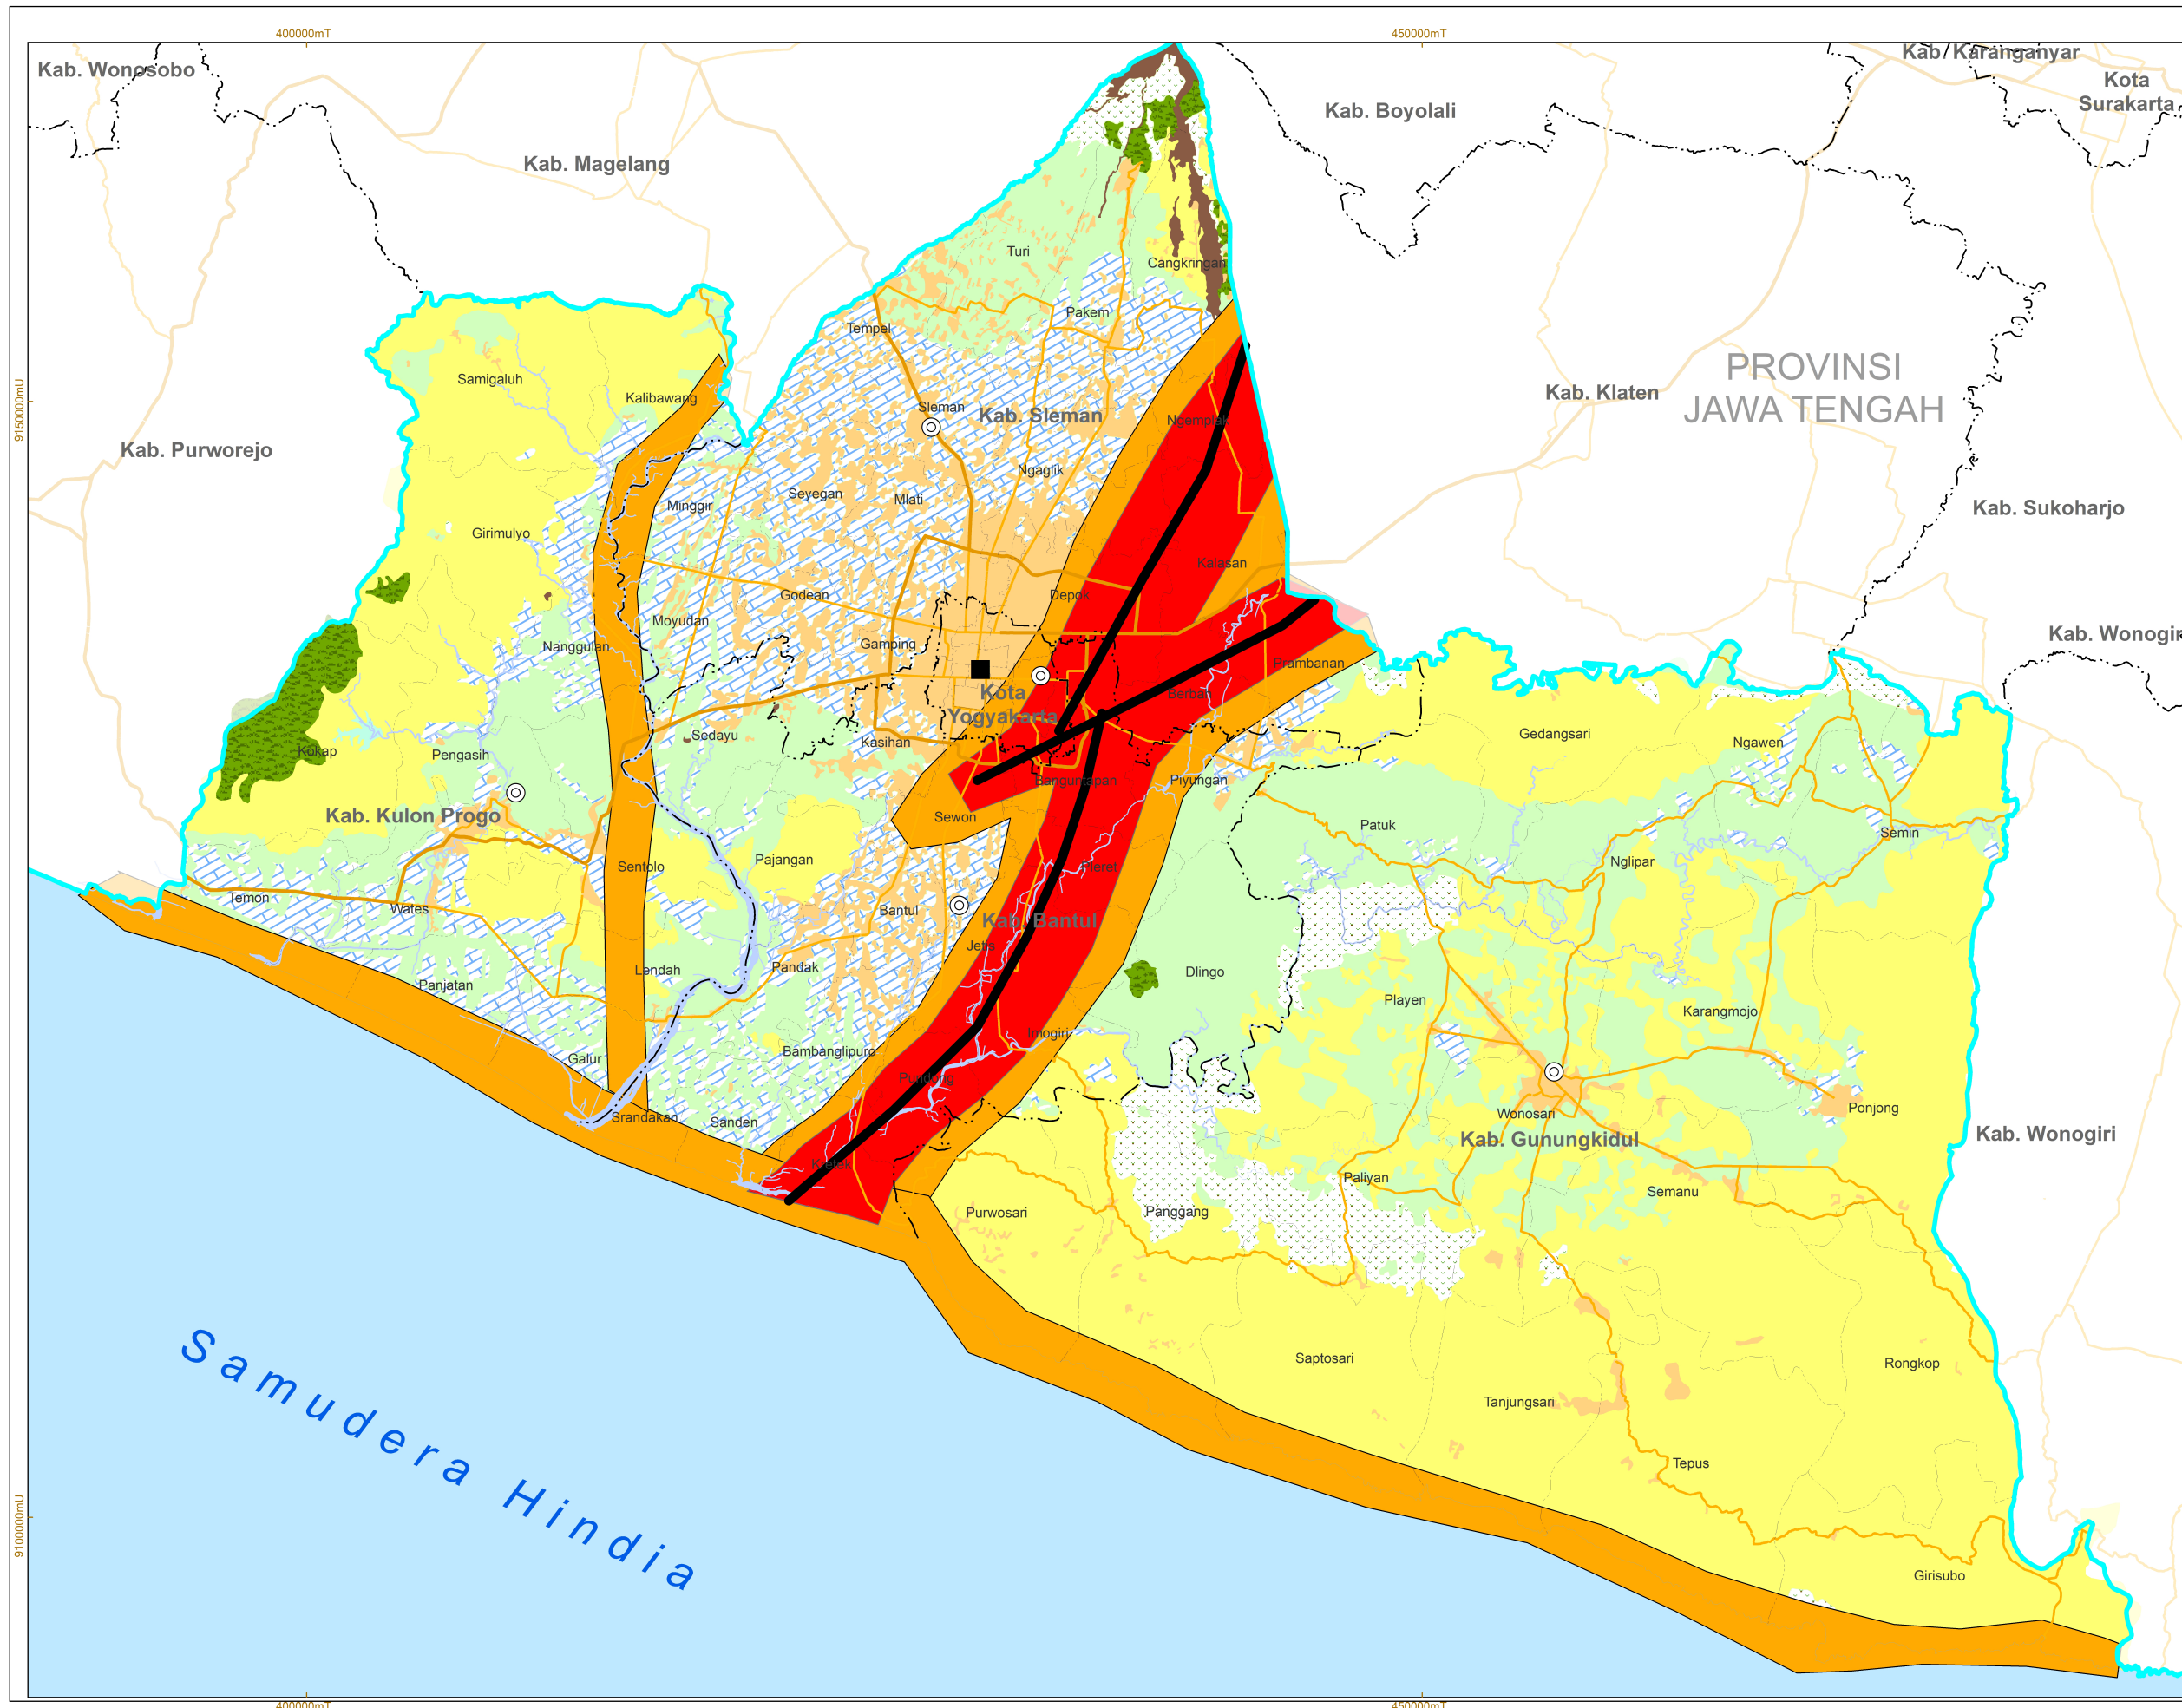 400000mT
450000mT
Kab. Wonosobo
Kab. Karanganyar
Kota
Surakarta
Kab. Boyolali
Kab. Magelang
Turi
Cangkringan
Pakem
Tempel
9150000mU
PROVINSI
JAWA TENGAH
Samigaluh
Kalibawang
Sleman
Kab. Sleman
Ngemplak
Kab. Klaten
Kab. Purworejo
Ngaglik
Seyegan
Mlati
Minggir
Kab. Sukoharjo
Girimulyo
Kalasan
Godean
Depok
Moyudan
Nanggulan
Gamping
Kab. Wonogiri
Prambanan
Kota
Yogyakarta
Berbah
Kokap
Pengasih
Sedayu
Kasihan
Gedangsari
Ngawen
Banguntapan
Piyungan
Kab. Kulon Progo
Sewon
Patuk
Semin
Sentolo
Pajangan
Pleret
Nglipar
Temon
Wates
Bantul
Kab. Bantul
Jetis
Lendah
Pandak
Dlingo
Panjatan
Playen
Karangmojo
Imogiri
Galur
Bambanglipuro
Pundong
Srandakan
Sanden
Wonosari
Ponjong
Kab. Gunungkidul
Kab. Wonogiri
Kretek
Paliyan
Semanu
Purwosari
Panggang
Saptosari
Rongkop
Tanjungsari
Tepus
Samudera Hindia
9100000mU
Girisubo
400000mT
450000mT